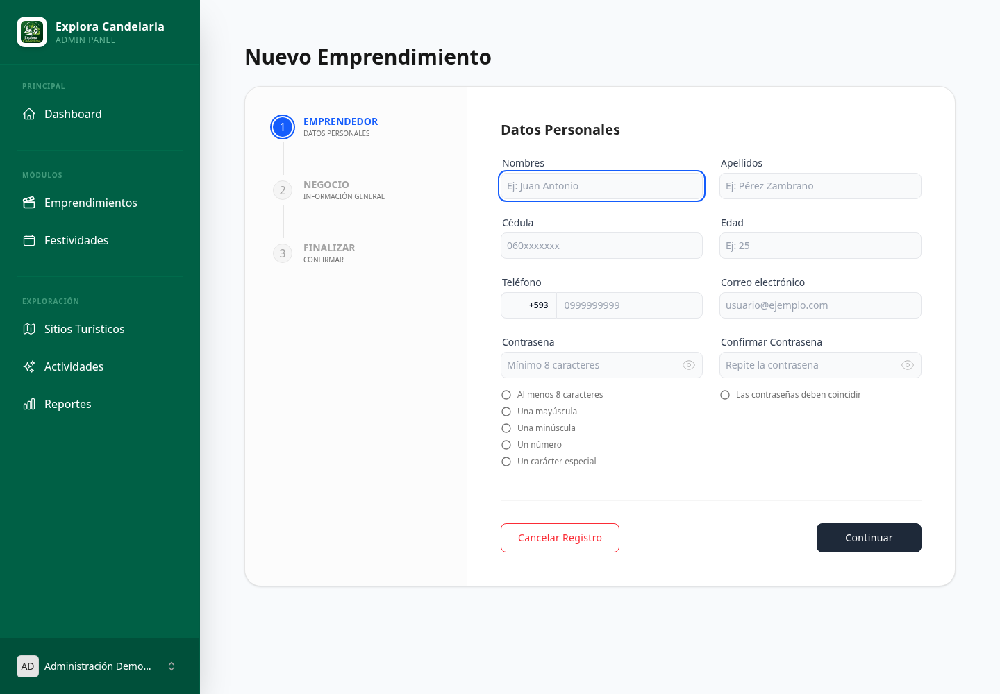 Explora Candelaria
ADMIN PANEL
PRINCIPAL
Dashboard
MÓDULOS
Emprendimientos
Festividades
EXPLORACIÓN
Sitios Turísticos
Actividades
Reportes
AD
Administración Demo...
Nuevo Emprendimiento
1
EMPRENDEDOR
DATOS PERSONALES
2
NEGOCIO
INFORMACIÓN GENERAL
3
FINALIZAR
CONFIRMAR
Datos Personales
Nombres
Ej: Juan Antonio
Apellidos
Ej: Pérez Zambrano
Cédula
060xxxxxxx
Edad
Ej: 25
Teléfono
+593
0999999999
Correo electrónico
usuario@ejemplo.com
Contraseña
Mínimo 8 caracteres
Al menos 8 caracteres
Una mayúscula
Una minúscula
Un número
Un carácter especial
Confirmar Contraseña
Repite la contraseña
Las contraseñas deben coincidir
Cancelar Registro
Continuar